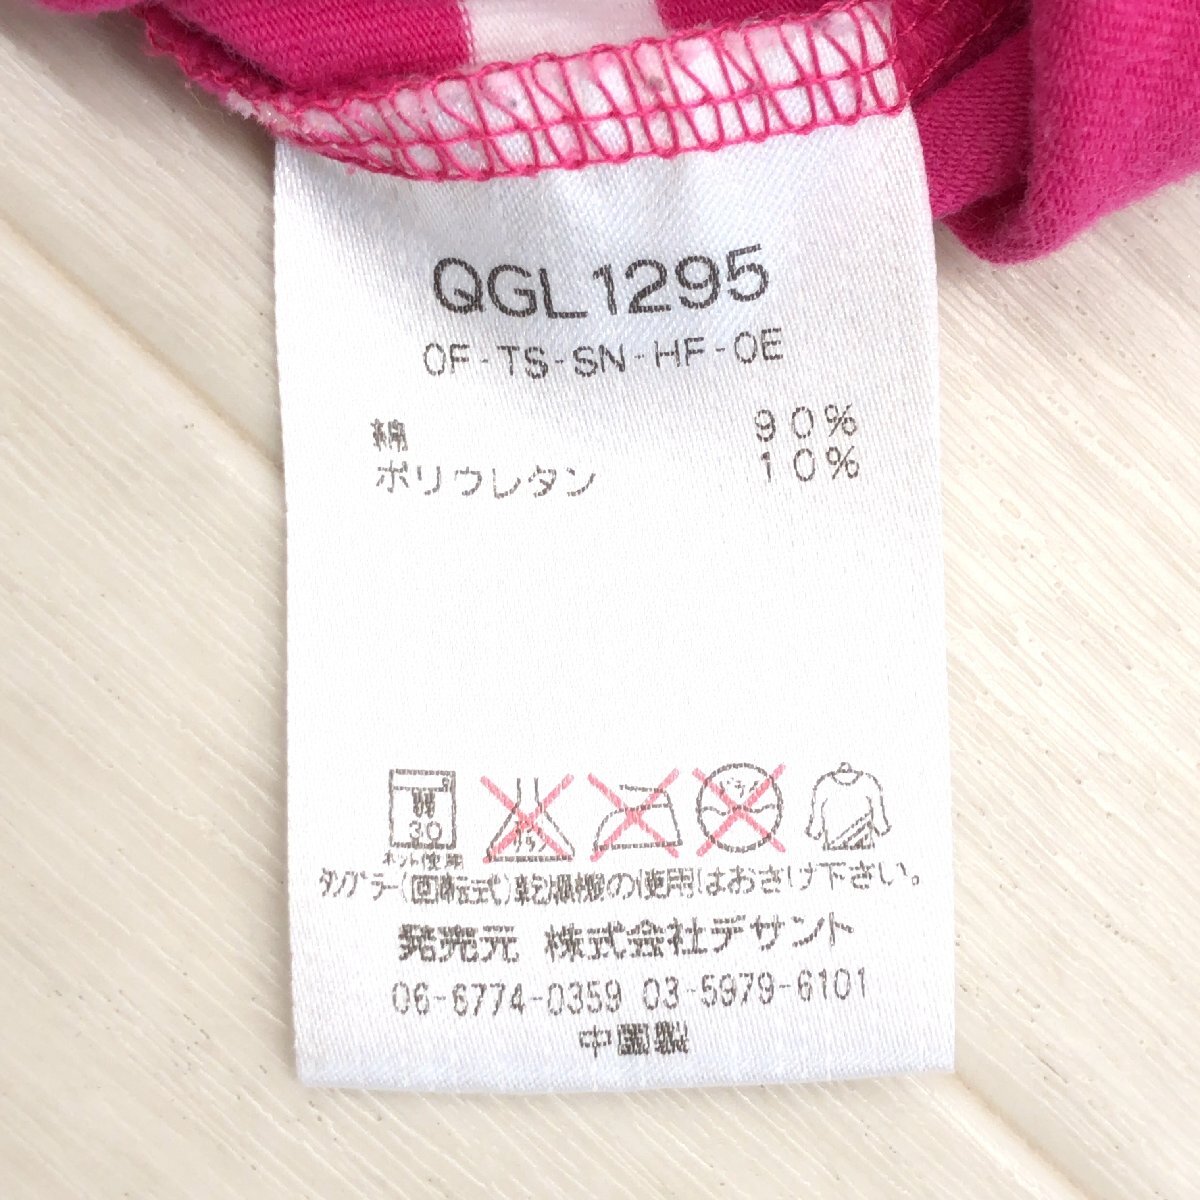 QGL1295
OF-TS-SN-HF-OE
綿 90%
ポリウレタン 10%
30
ネット使用
タンブラー(回転式)乾燥機の使用はおさけ下さい。
発売元 株式会社デサント
06-6774-0359 03-5979-6101
中国製